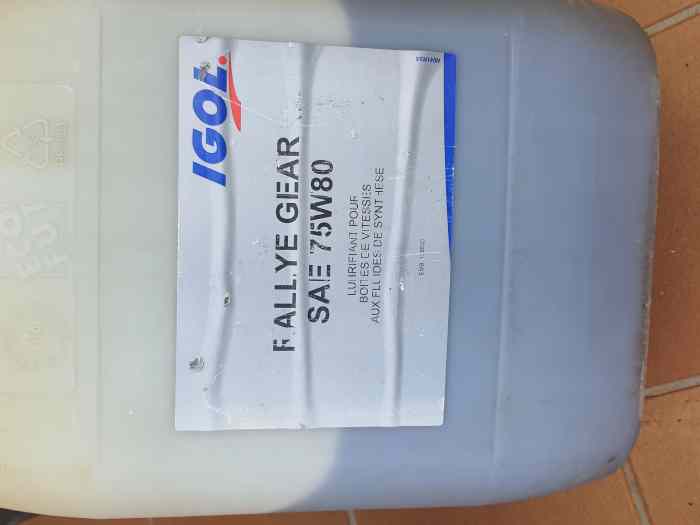 IGOL
RALLYE GEAR
SAE 75W80
LUBRIFIANT POUR
BOITES DE VITESSES
AUX FLUIDES DE SYNTHESE